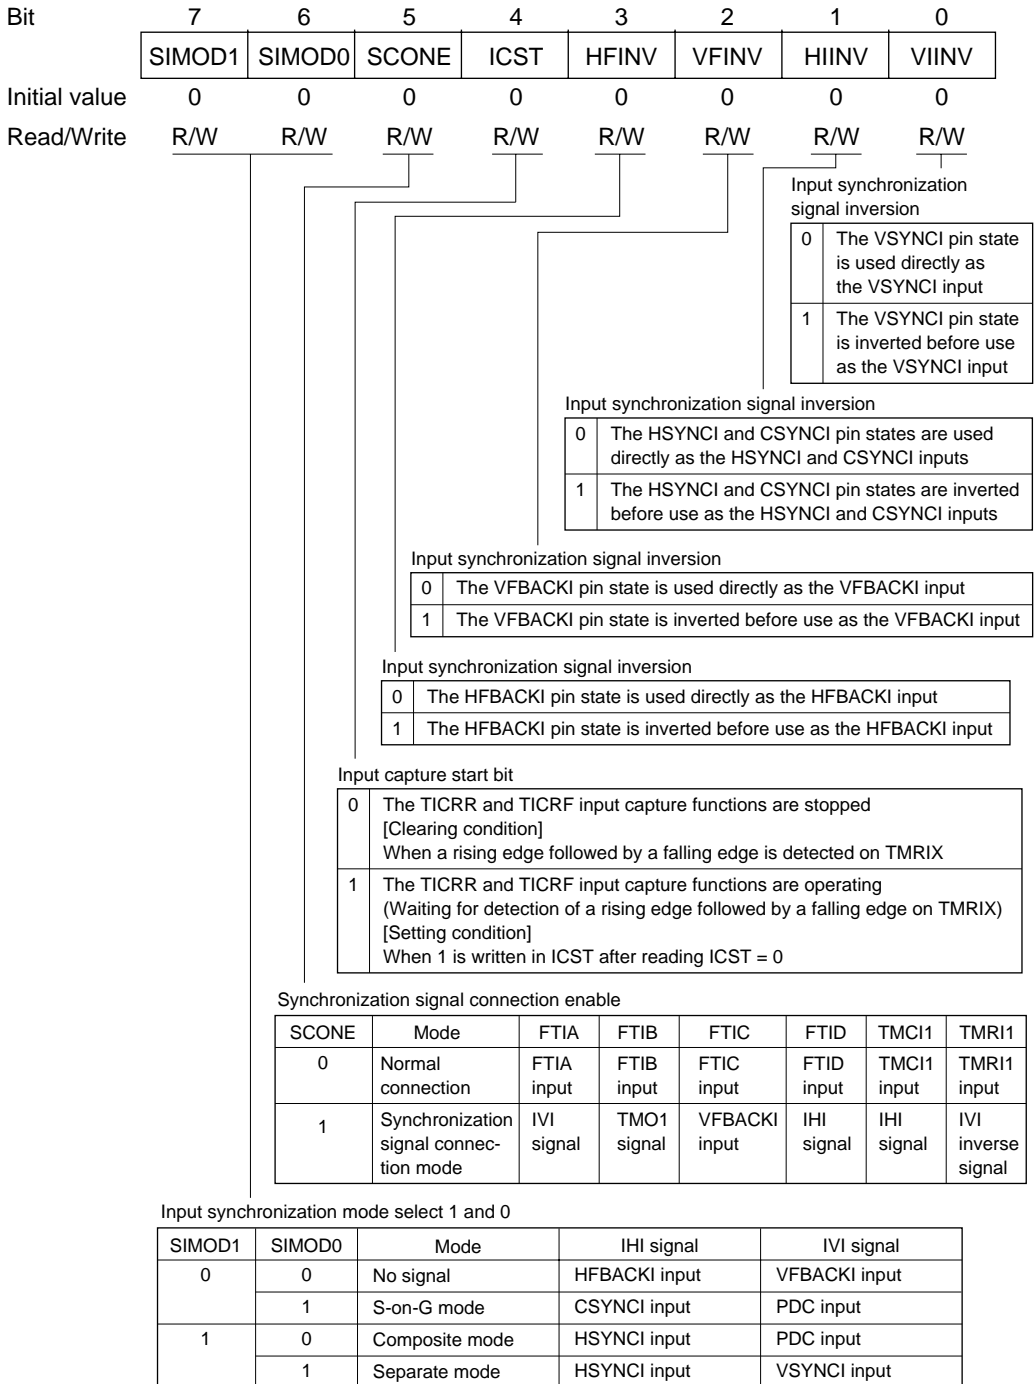 Bit 7 6 5 4 3 2 1 0
SIMOD1 SIMOD0 SCONE ICST HFINV VFINV HIINV VIINV
Initial value 0 0 0 0 0 0 0 0
Read/Write R/W R/W R/W R/W R/W R/W R/W R/W
Input synchronization
signal inversion
0 The VSYNCI pin state
is used directly as
the VSYNCI input
1 The VSYNCI pin state
is inverted before use
as the VSYNCI input
Input synchronization signal inversion
0 The HSYNCI and CSYNCI pin states are used
directly as the HSYNCI and CSYNCI inputs
1 The HSYNCI and CSYNCI pin states are inverted
before use as the HSYNCI and CSYNCI inputs
Input synchronization signal inversion
0 The VFBACKI pin state is used directly as the VFBACKI input
1 The VFBACKI pin state is inverted before use as the VFBACKI input
Input synchronization signal inversion
0 The HFBACKI pin state is used directly as the HFBACKI input
1 The HFBACKI pin state is inverted before use as the HFBACKI input
Input capture start bit
0 The TICRR and TICRF input capture functions are stopped
[Clearing condition]
When a rising edge followed by a falling edge is detected on TMRIX
1 The TICRR and TICRF input capture functions are operating
(Waiting for detection of a rising edge followed by a falling edge on TMRIX)
[Setting condition]
When 1 is written in ICST after reading ICST = 0
Synchronization signal connection enable
SCONE Mode FTIA FTIB FTIC FTID TMCI1 TMRI1
0 Normal FTIA FTIB FTIC FTID TMCI1 TMRI1
connection input input input input input input
1 Synchronization IVI TMO1 VFBACKI IHI IHI IVI
signal connec- signal signal input signal signal inverse
tion mode signal
Input synchronization mode select 1 and 0
SIMOD1 SIMOD0 Mode IHI signal IVI signal
0 0 No signal HFBACKI input VFBACKI input
1 S-on-G mode CSYNCI input PDC input
1 0 Composite mode HSYNCI input PDC input
1 Separate mode HSYNCI input VSYNCI input